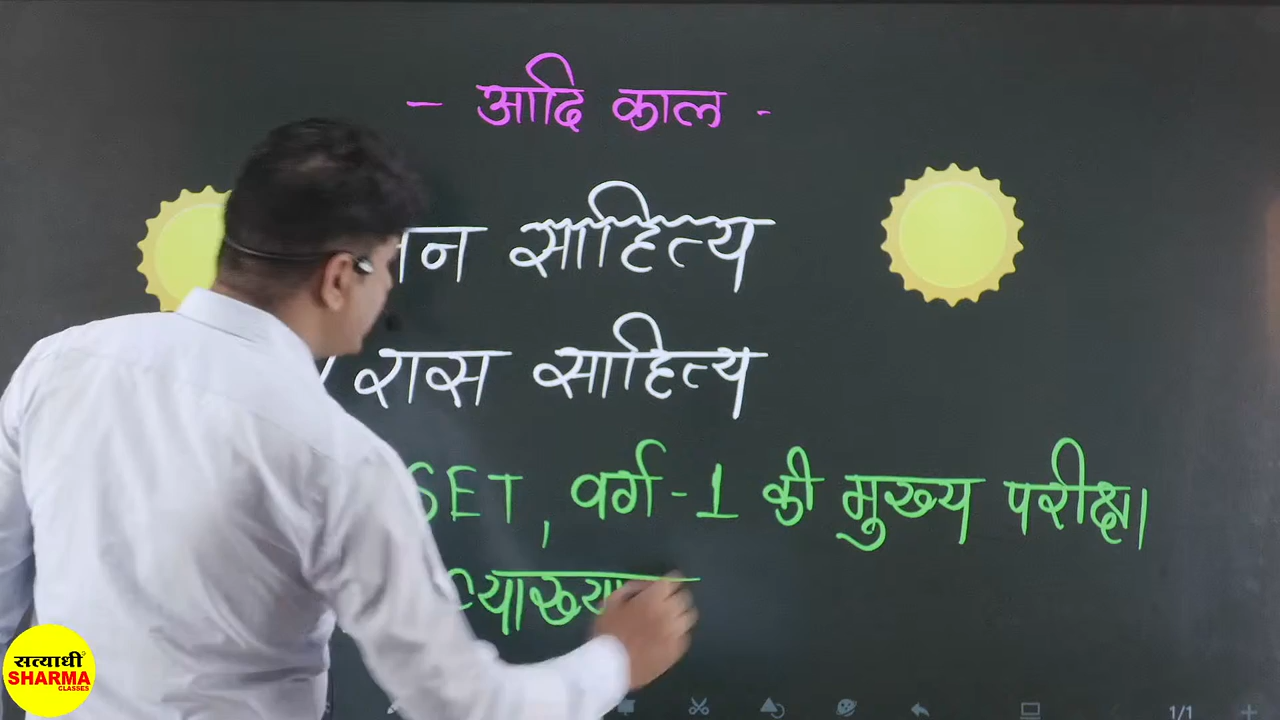 - आदि काल -
साहित्य
रास साहित्य
SET, वर्ग-1 की मुख्य परीक्षा
सत्यार्थी
SHARMA
CLASSES
1/1